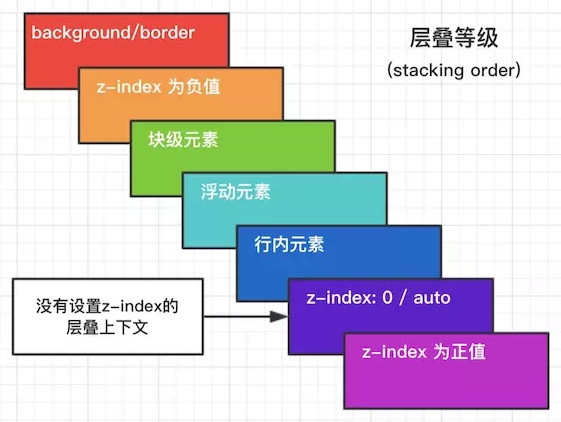 background/border
层叠等级
(stacking order)
z-index 为负值
块级元素
浮动元素
行内元素
没有设置z-index的
层叠上下文
z-index: 0 / auto
z-index 为正值